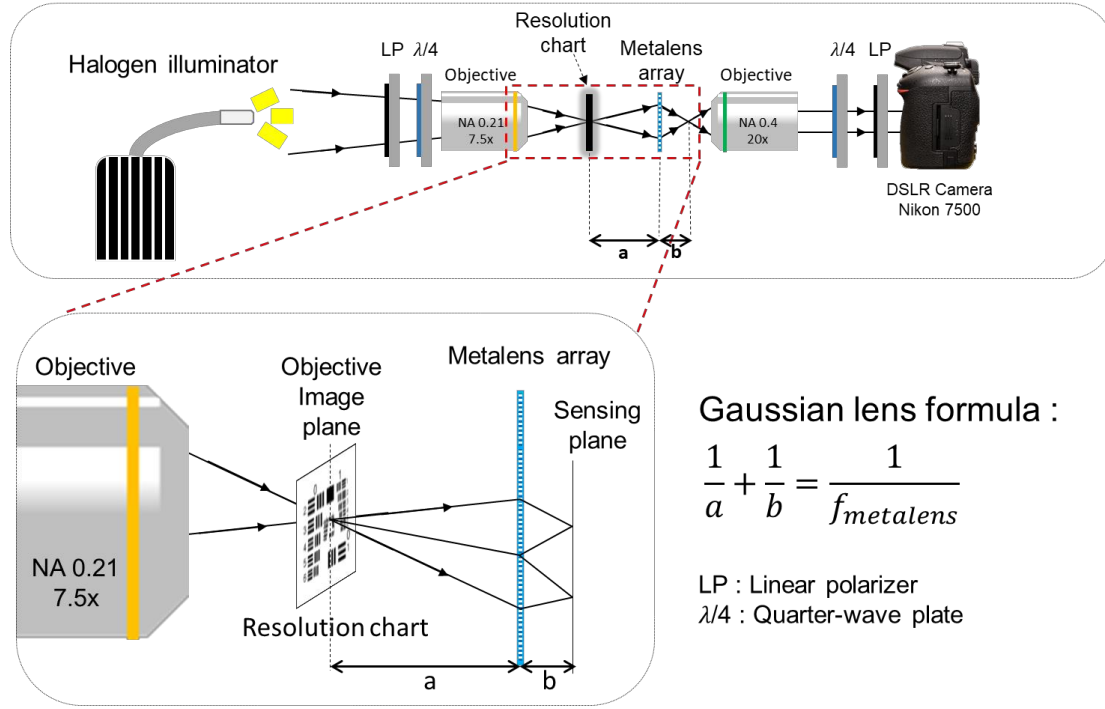 Resolution
chart
LP
λ/4
Metalens
array
λ/4
LP
Halogen illuminator
Objective
Objective
NA 0.21
7.5x
NA 0.4
20x
DSLR Camera
Nikon 7500
a
b
Objective
Objective
Image
plane
Metalens array
Sensing
plane
NA 0.21
7.5x
Resolution chart
a
b
Gaussian lens formula :
1/a + 1/b = 1/f_metalens
LP : Linear polarizer
λ/4 : Quarter-wave plate